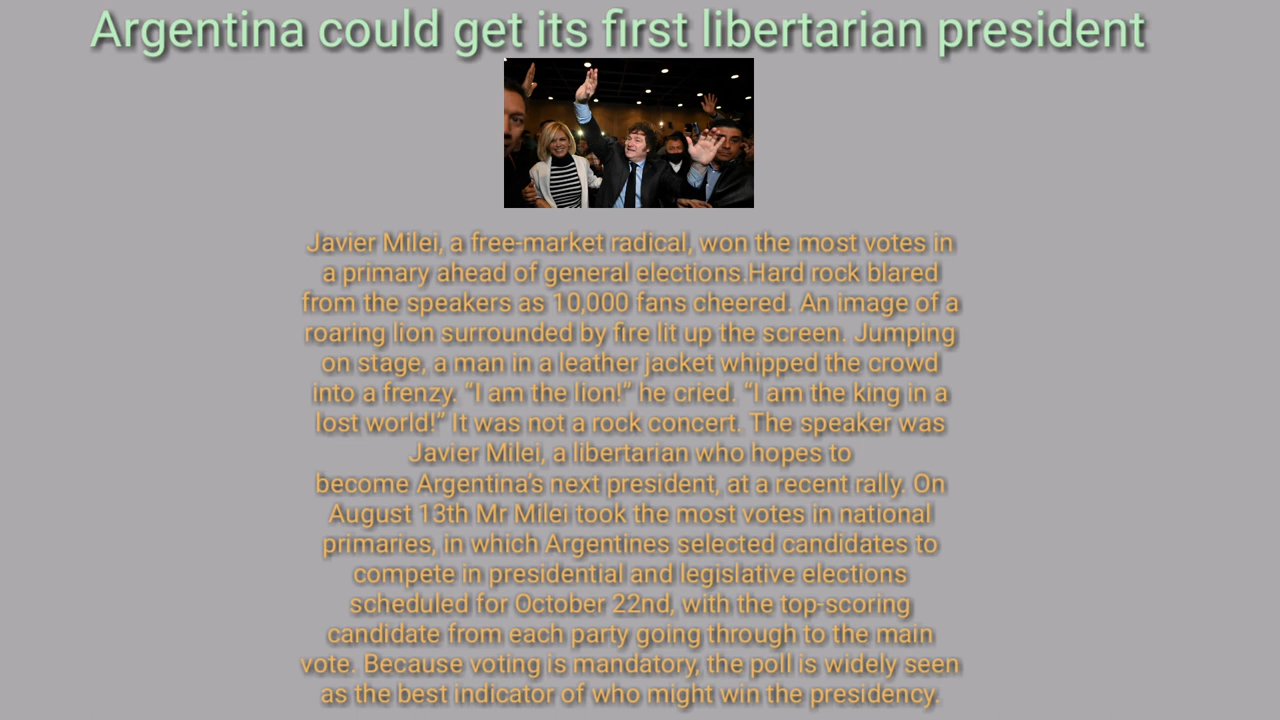 Argentina could get its first libertarian president
Javier Milei, a free-market radical, won the most votes in
a primary ahead of general elections.Hard rock blared
from the speakers as 10,000 fans cheered. An image of a
roaring lion surrounded by fire lit up the screen. Jumping
on stage, a man in a leather jacket whipped the crowd
into a frenzy. “I am the lion!” he cried. “I am the king in a
lost world!” It was not a rock concert. The speaker was
Javier Milei, a libertarian who hopes to
become Argentina’s next president, at a recent rally. On
August 13th Mr Milei took the most votes in national
primaries, in which Argentines selected candidates to
compete in presidential and legislative elections
scheduled for October 22nd, with the top-scoring
candidate from each party going through to the main
vote. Because voting is mandatory, the poll is widely seen
as the best indicator of who might win the presidency.